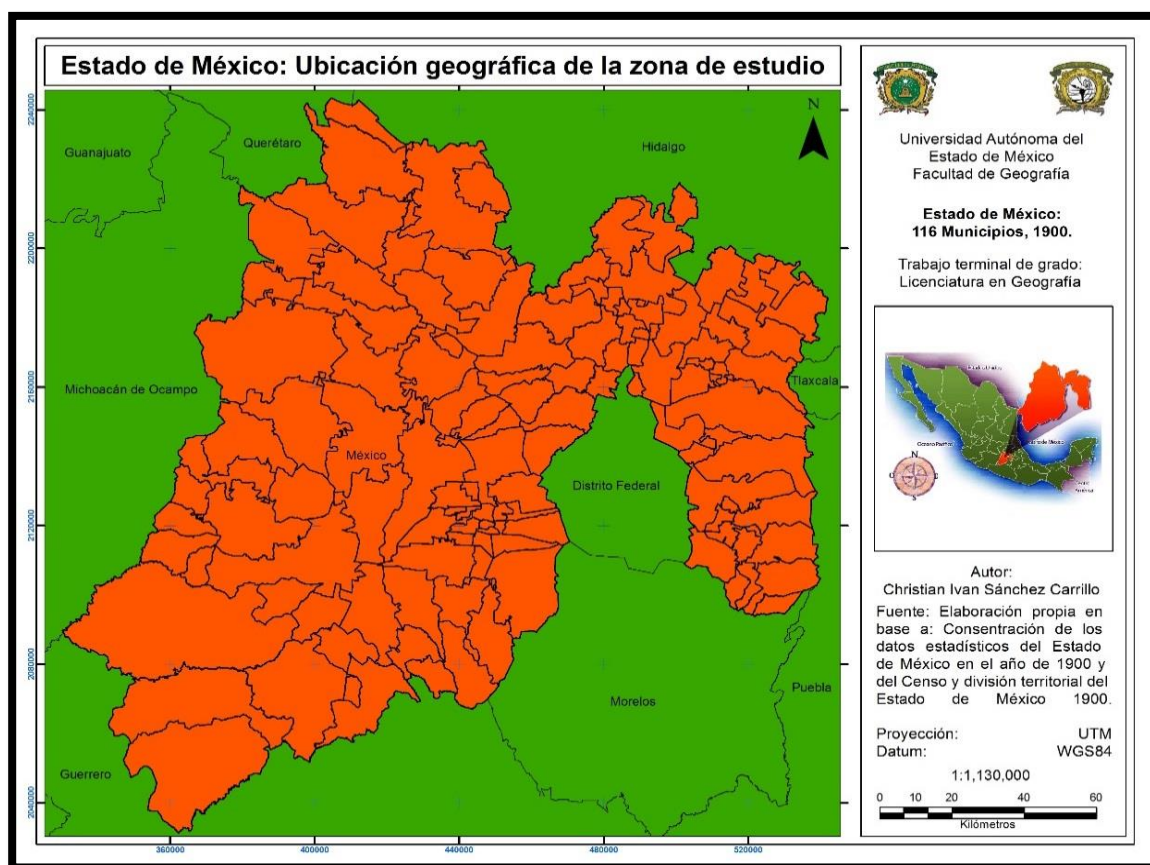 Estado de México: Ubicación geográfica de la zona de estudio
N
Guanajuato
Querétaro
Hidalgo
Michoacán de Ocampo
Tlaxcala
México
Distrito Federal
Morelos
Puebla
Guerrero
2240000
2200000
2160000
2120000
2080000
2040000
360000
400000
440000
480000
520000
Universidad Autónoma del
Estado de México
Facultad de Geografía
Estado de México:
116 Municipios, 1900.
Trabajo terminal de grado:
Licenciatura en Geografía
N
S
Autor:
Christian Ivan Sánchez Carrillo
Fuente: Elaboración propia en
base a: Consentración de los
datos estadísticos del Estado
de México en el año de 1900 y
del Censo y división territorial del
Estado de México 1900.
Proyección: UTM
Datum: WGS84
1:1,130,000
0 10 20 40 60
Kilómetros